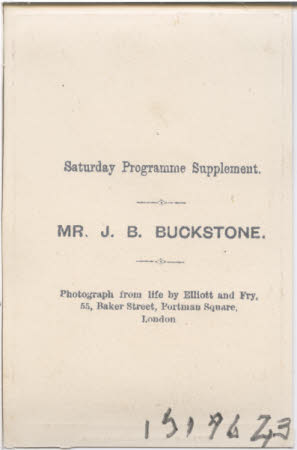 Saturday Programme Supplement.
MR. J. B. BUCKSTONE.
Photograph from life by Elliott and Fry,
55, Baker Street, Portman Square,
London